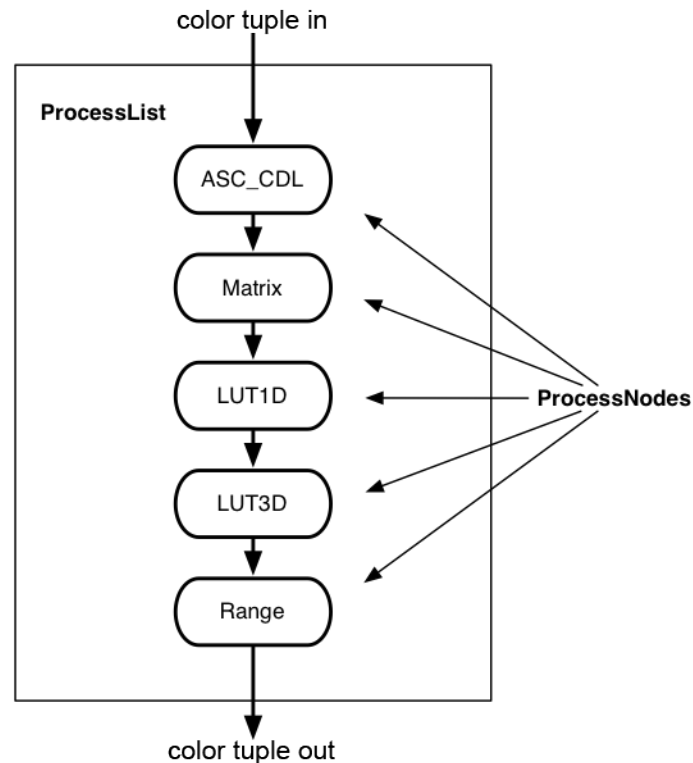 color tuple in
ProcessList
ASC_CDL
Matrix
LUT1D
ProcessNodes
LUT3D
Range
color tuple out